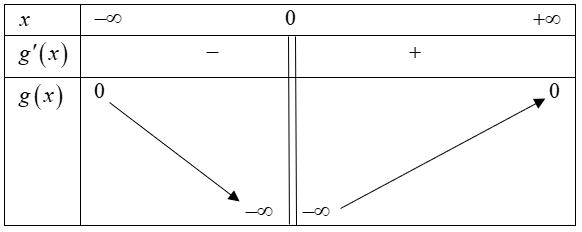 x −∞ 0 +∞
g′(x) − +
g(x) 0 0
−∞ −∞